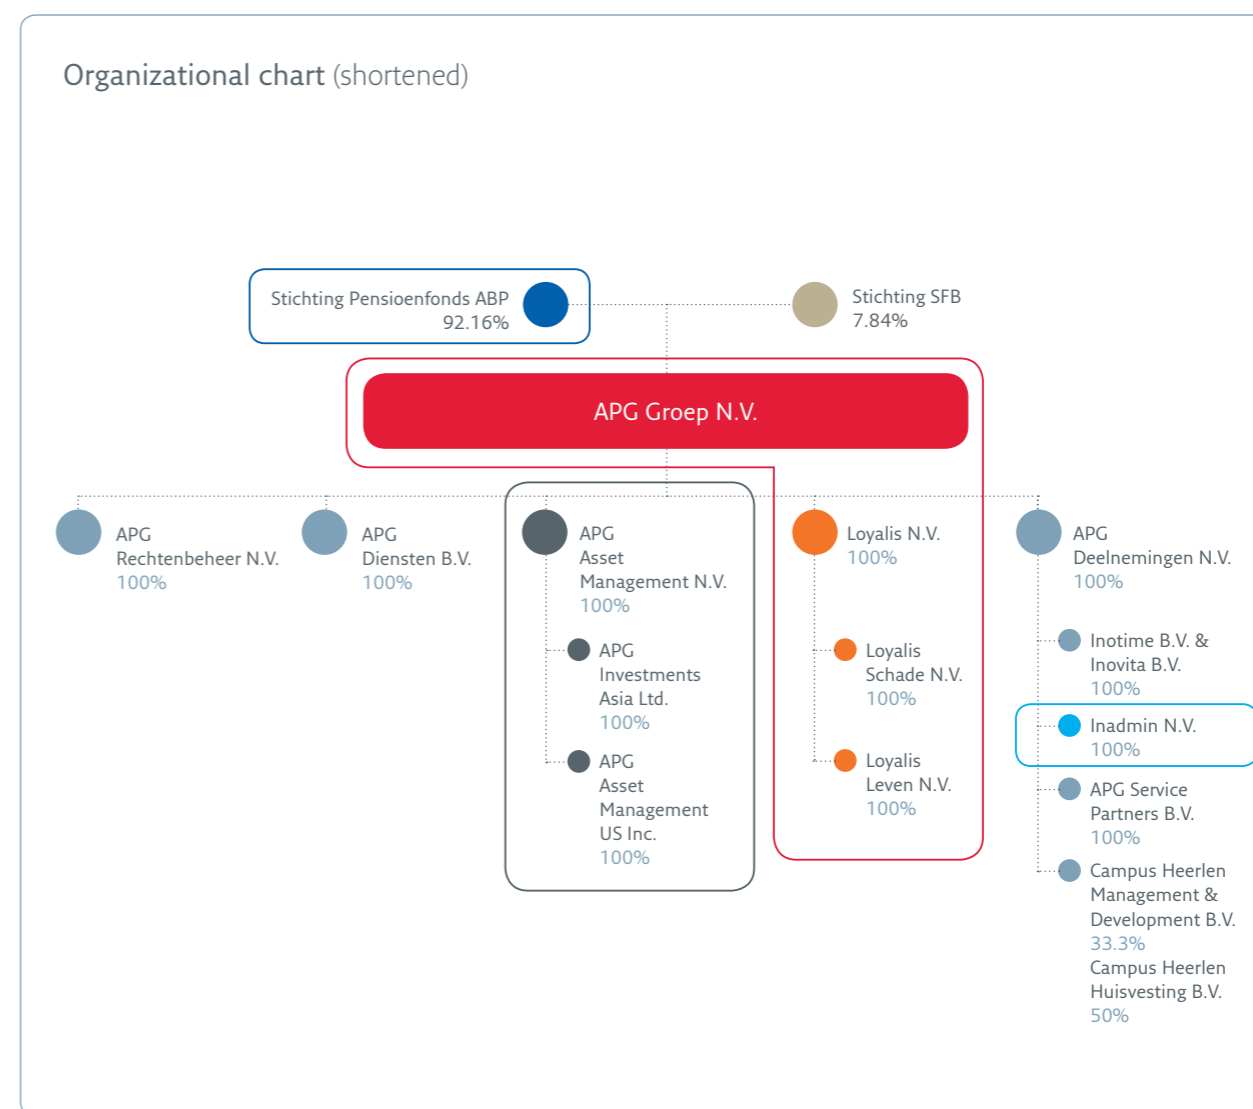 Organizational chart (shortened)
Stichting Pensioenfonds ABP
92.16%
Stichting SFB
7.84%
APG Groep N.V.
APG
Rechtenbeheer N.V.
100%
APG
Diensten B.V.
100%
APG
Asset
Management N.V.
100%
APG
Investments
Asia Ltd.
100%
APG
Asset
Management
US Inc.
100%
Loyalis N.V.
100%
Loyalis
Schade N.V.
100%
Loyalis
Leven N.V.
100%
APG
Deelnemingen N.V.
100%
Inotime B.V. &
Inovita B.V.
100%
Inadmin N.V.
100%
APG Service
Partners B.V.
100%
Campus Heerlen
Management &
Development B.V.
33.3%
Campus Heerlen
Huisvesting B.V.
50%